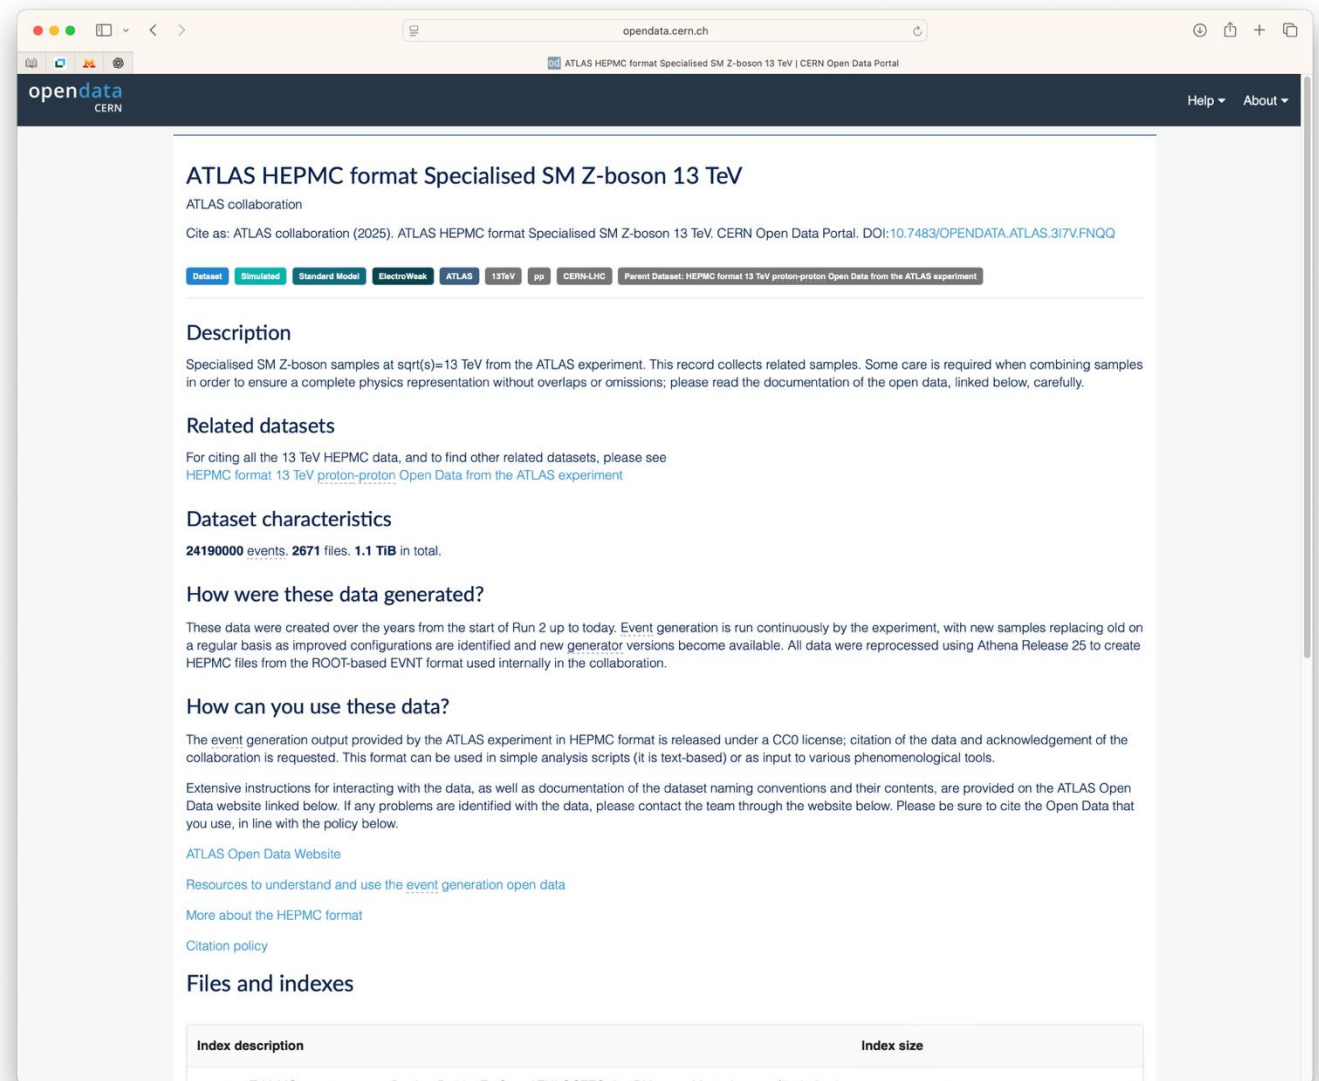 opendata.cern.ch
ATLAS HEPMC format Specialised SM Z-boson 13 TeV | CERN Open Data Portal
opendata
CERN
Help
About
ATLAS HEPMC format Specialised SM Z-boson 13 TeV
ATLAS collaboration
Cite as: ATLAS collaboration (2025). ATLAS HEPMC format Specialised SM Z-boson 13 TeV. CERN Open Data Portal. DOI:10.7483/OPENDATA.ATLAS.3I7V.FNQQ
Dataset Simulated Standard Model ElectroWeak ATLAS 13TeV pp CERN-LHC Parent Dataset: HEPMC format 13 TeV proton-proton Open Data from the ATLAS experiment
Description
Specialised SM Z-boson samples at sqrt(s)=13 TeV from the ATLAS experiment. This record collects related samples. Some care is required when combining samples
in order to ensure a complete physics representation without overlaps or omissions; please read the documentation of the open data, linked below, carefully.
Related datasets
For citing all the 13 TeV HEPMC data, and to find other related datasets, please see
HEPMC format 13 TeV proton-proton Open Data from the ATLAS experiment
Dataset characteristics
24190000 events. 2671 files. 1.1 TiB in total.
How were these data generated?
These data were created over the years from the start of Run 2 up to today. Event generation is run continuously by the experiment, with new samples replacing old on
a regular basis as improved configurations are identified and new generator versions become available. All data were reprocessed using Athena Release 25 to create
HEPMC files from the ROOT-based EVNT format used internally in the collaboration.
How can you use these data?
The event generation output provided by the ATLAS experiment in HEPMC format is released under a CC0 license; citation of the data and acknowledgement of the
collaboration is requested. This format can be used in simple analysis scripts (it is text-based) or as input to various phenomenological tools.
Extensive instructions for interacting with the data, as well as documentation of the dataset naming conventions and their contents, are provided on the ATLAS Open
Data website linked below. If any problems are identified with the data, please contact the team through the website below. Please be sure to cite the Open Data that
you use, in line with the policy below.
ATLAS Open Data Website
Resources to understand and use the event generation open data
More about the HEPMC format
Citation policy
Files and indexes
Index description
Index size